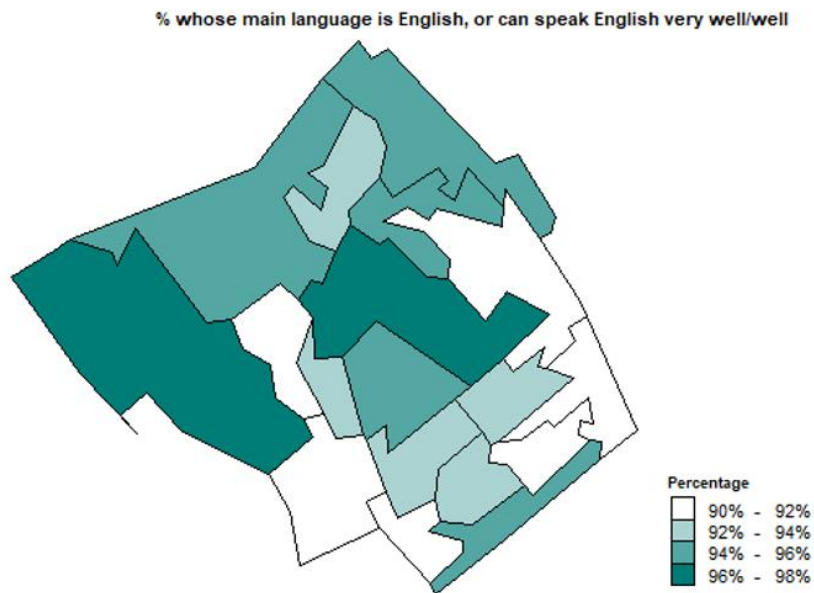 % whose main language is English, or can speak English very well/well
Percentage
90% - 92%
92% - 94%
94% - 96%
96% - 98%